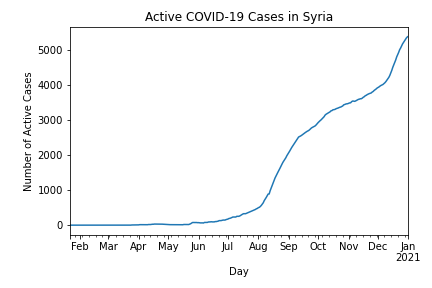 Active COVID-19 Cases in Syria
Number of Active Cases
5000
4000
3000
2000
1000
0
Feb Mar Apr May Jun Jul Aug Sep Oct Nov Dec Jan
2021
Day